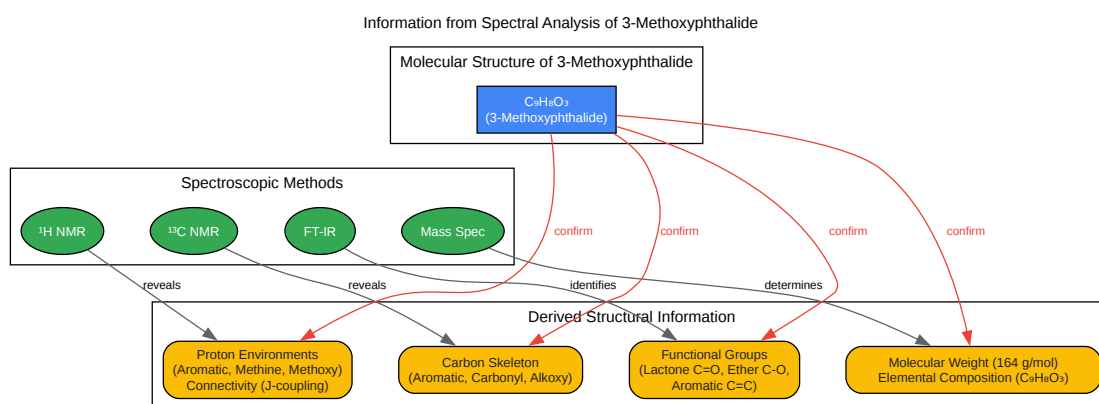 Information from Spectral Analysis of 3-Methoxyphthalide
Molecular Structure of 3-Methoxyphthalide
C₉H₈O₃
(3-Methoxyphthalide)
Spectroscopic Methods
¹H NMR
¹³C NMR
FT-IR
Mass Spec
confirm
confirm
confirm
confirm
reveals
reveals
identifies
determines
Derived Structural Information
Proton Environments
(Aromatic, Methine, Methoxy)
Connectivity (J-coupling)
Carbon Skeleton
(Aromatic, Carbonyl, Alkoxy)
Functional Groups
(Lactone C=O, Ether C-O,
Aromatic C=C)
Molecular Weight (164 g/mol)
Elemental Composition (C₉H₈O₃)